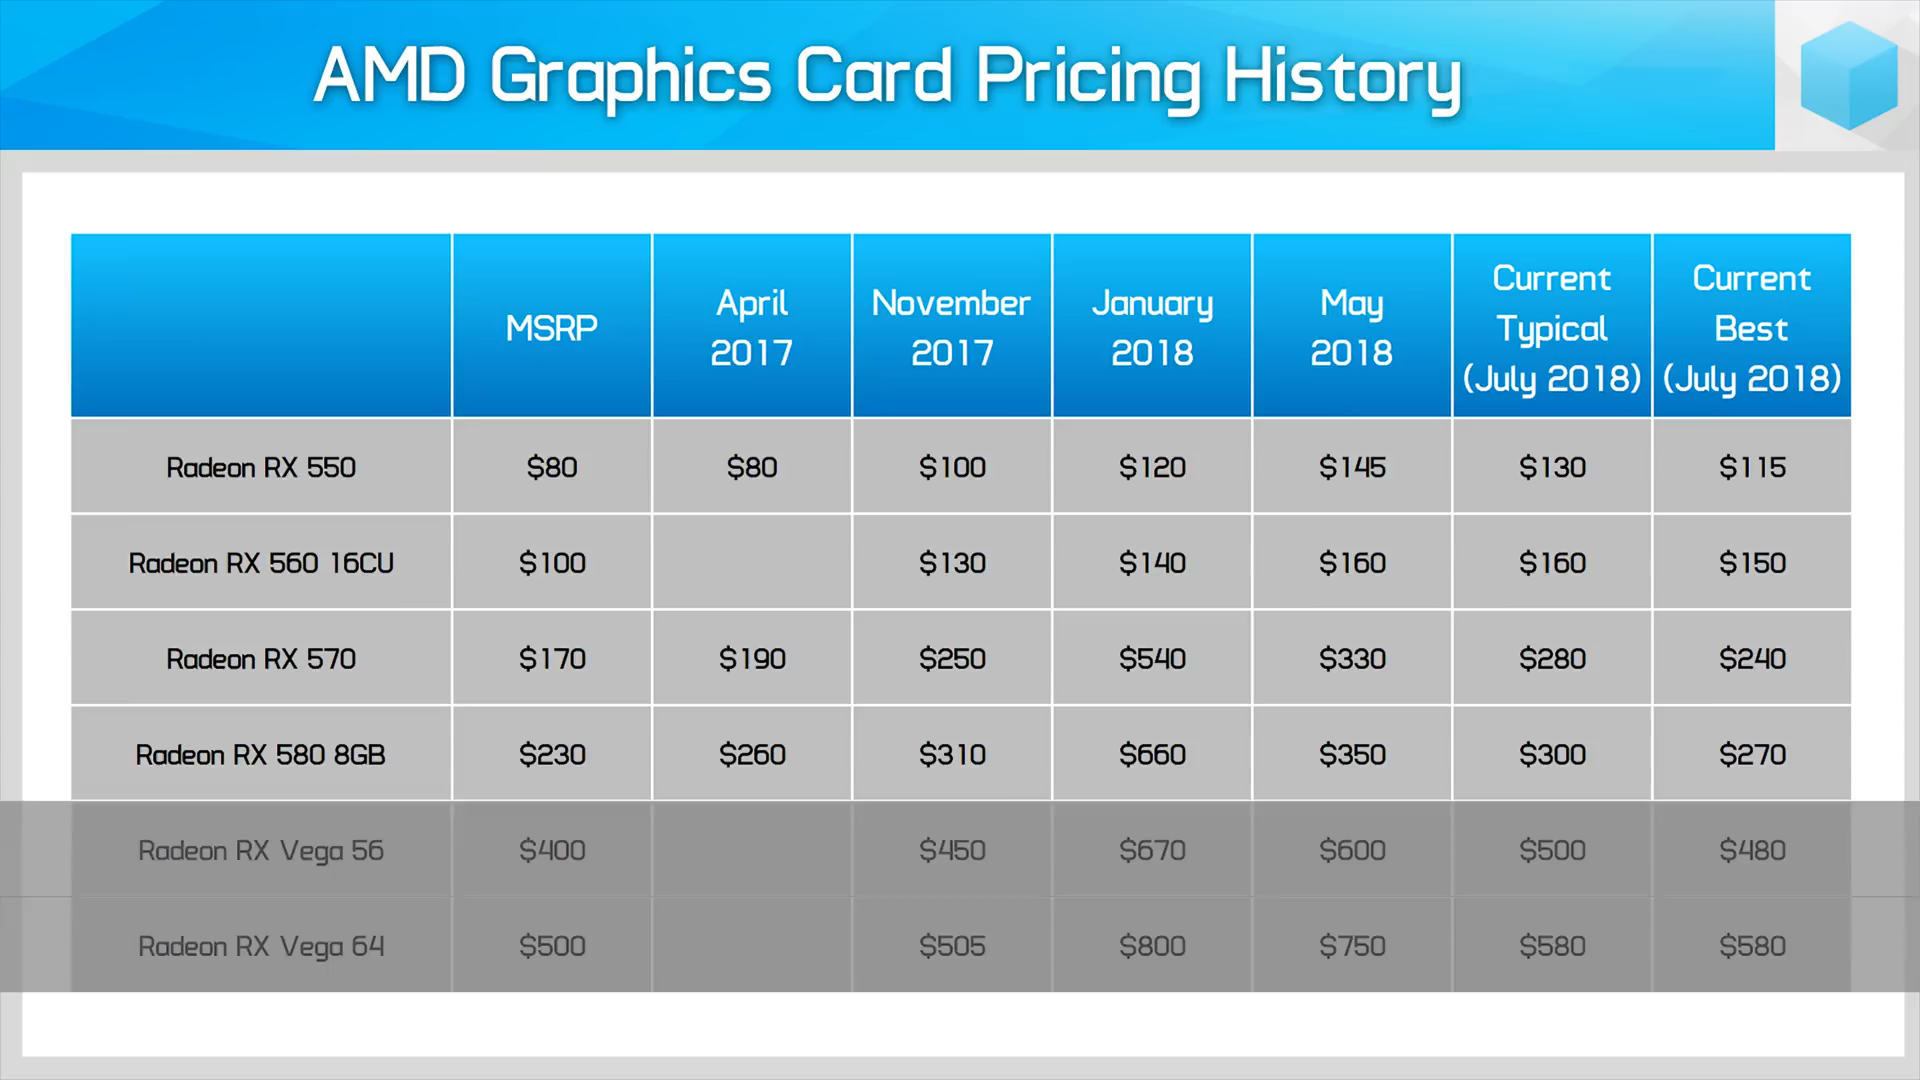 AMD Graphics Card Pricing History
MSRP April 2017 November 2017 January 2018 May 2018 Current Typical (July 2018) Current Best (July 2018)
Radeon RX 550 $80 $80 $100 $120 $145 $130 $115
Radeon RX 560 16CU $100 $130 $140 $160 $160 $150
Radeon RX 570 $170 $190 $250 $540 $330 $280 $240
Radeon RX 580 8GB $230 $260 $310 $660 $350 $300 $270
Radeon RX Vega 56 $400 $450 $670 $600 $500 $480
Radeon RX Vega 64 $500 $505 $800 $750 $580 $580